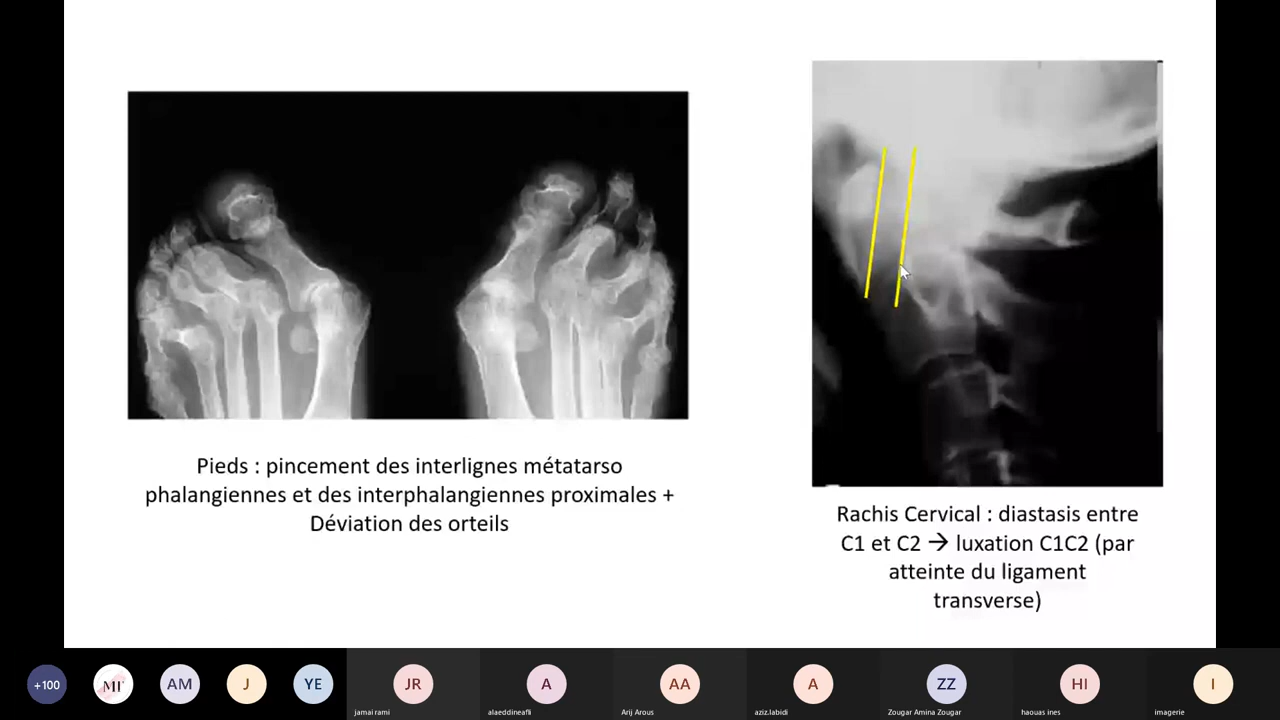 Pieds : pincement des interlignes métatarso
phalangiennes et des interphalangiennes proximales +
Déviation des orteils
Rachis Cervical : diastasis entre
C1 et C2 → luxation C1C2 (par
atteinte du ligament
transverse)
+100
MI
AM
J
YE
JR
A
AA
A
ZZ
HI
I
jamai rami
alaeddineafli
Arij Arous
aziz.labidi
Zougar Amina Zougar
haouas ines
imagerie